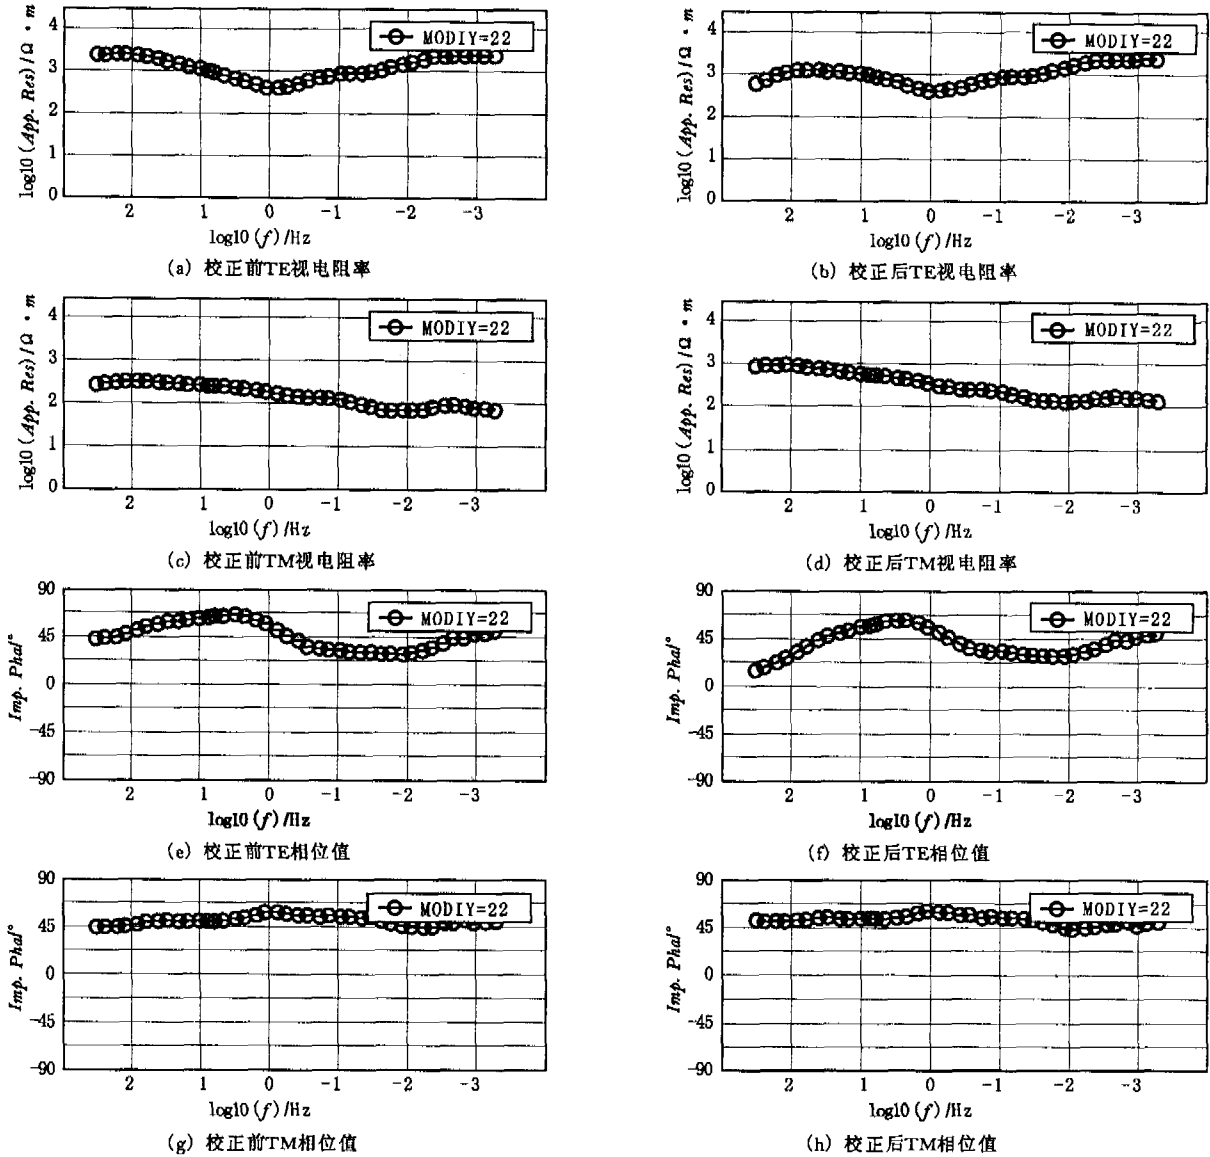 log10 (App. Res) /Ω • m
4
3
2
1
0
MODIY=22
2 1 0 -1 -2 -3
log10 (f) /Hz
(a) 校正前TE视电阻率
log10 (App. Res) /Ω • m
4
3
2
1
0
MODIY=22
2 1 0 -1 -2 -3
log10 (f) /Hz
(b) 校正后TE视电阻率
log10 (App. Res) /Ω • m
4
3
2
1
0
MODIY=22
2 1 0 -1 -2 -3
log10 (f) /Hz
(c) 校正前TM视电阻率
log10 (App. Res) /Ω • m
4
3
2
1
0
MODIY=22
2 1 0 -1 -2 -3
log10 (f) /Hz
(d) 校正后TM视电阻率
Imp. Pha/°
90
45
0
-45
-90
MODIY=22
2 1 0 -1 -2 -3
log10 (f) /Hz
(e) 校正前TE相位值
Imp. Pha/°
90
45
0
-45
-90
MODIY=22
2 1 0 -1 -2 -3
log10 (f) /Hz
(f) 校正后TE相位值
Imp. Pha/°
90
45
0
-45
-90
MODIY=22
2 1 0 -1 -2 -3
log10 (f) /Hz
(g) 校正前TM相位值
Imp. Pha/°
90
45
0
-45
-90
MODIY=22
2 1 0 -1 -2 -3
log10 (f) /Hz
(h) 校正后TM相位值